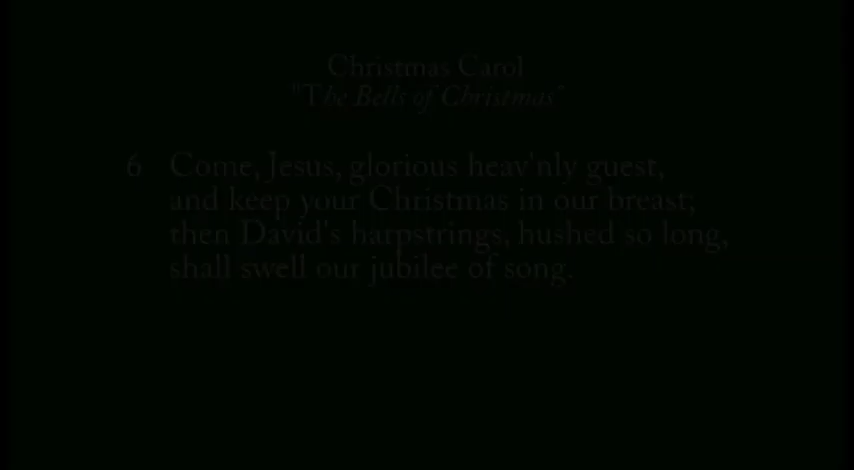 Christmas Carol
"The Bells of Christmas"
6 Come, Jesus, glorious heav'nly guest,
and keep your Christmas in our breast;
then David's harpstrings, hushed so long,
shall swell our jubilee of song.